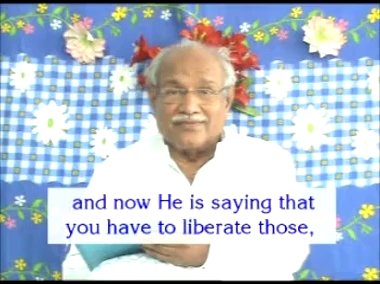 and now He is saying that
you have to liberate those,